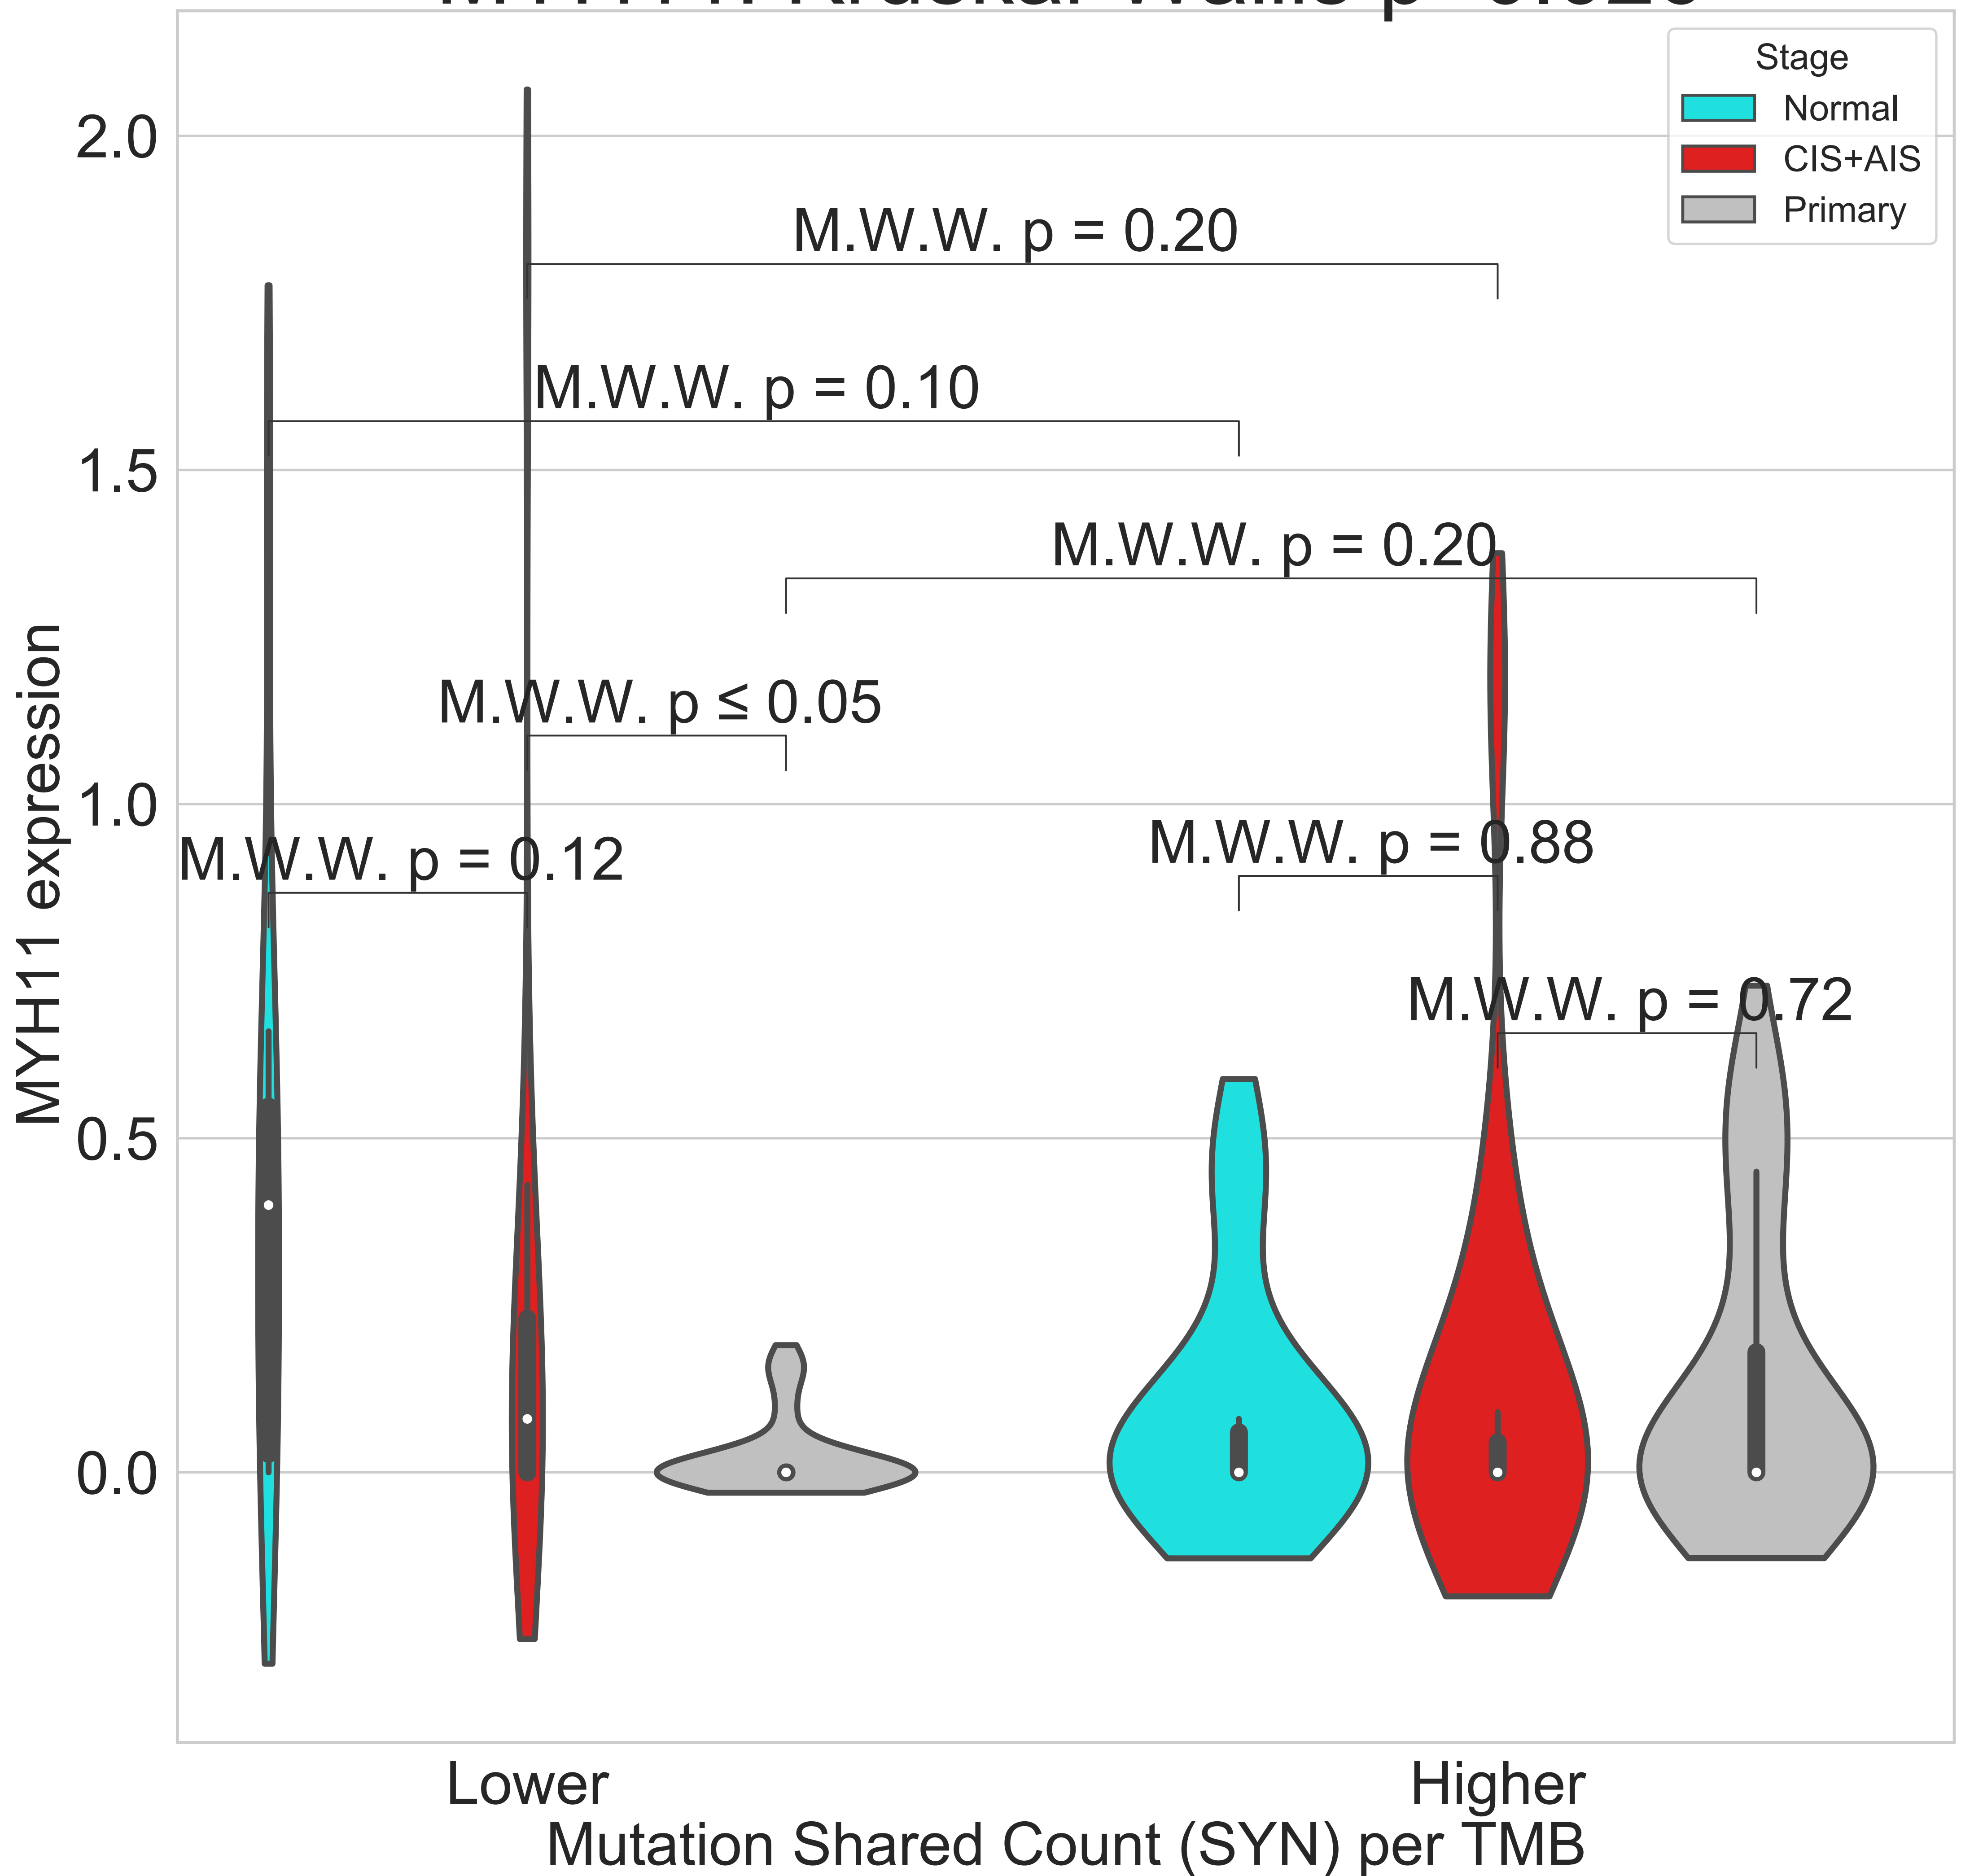 Stage
Normal
CIS+AIS
Primary
2.0
1.5
1.0
0.5
0.0
MYH11 expression
M.W.W. p = 0.20
M.W.W. p = 0.10
M.W.W. p = 0.20
M.W.W. p ≤ 0.05
M.W.W. p = 0.12
M.W.W. p = 0.88
M.W.W. p = 0.72
Lower
Higher
Mutation Shared Count (SYN) per TMB